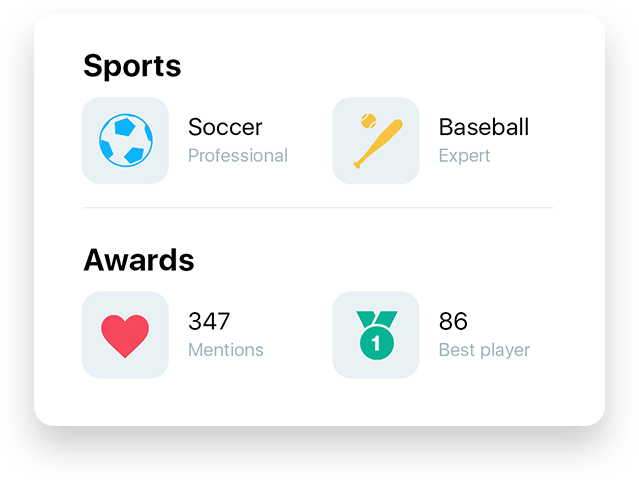 Sports
Soccer
Professional
Baseball
Expert
Awards
347
Mentions
1
86
Best player